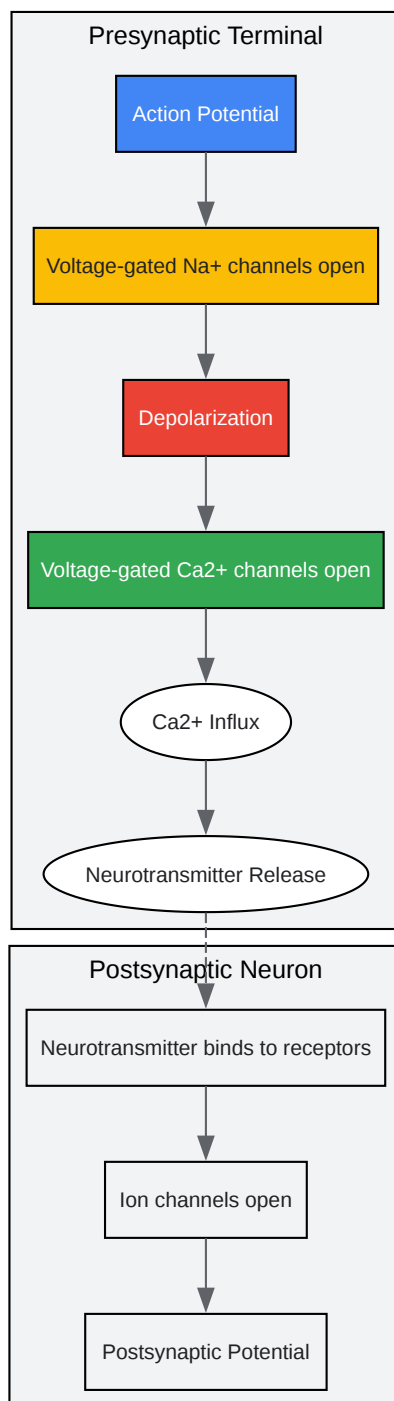 Presynaptic Terminal
Action Potential
Voltage-gated Na+ channels open
Depolarization
Voltage-gated Ca2+ channels open
Ca2+ Influx
Neurotransmitter Release
Postsynaptic Neuron
Neurotransmitter binds to receptors
Ion channels open
Postsynaptic Potential